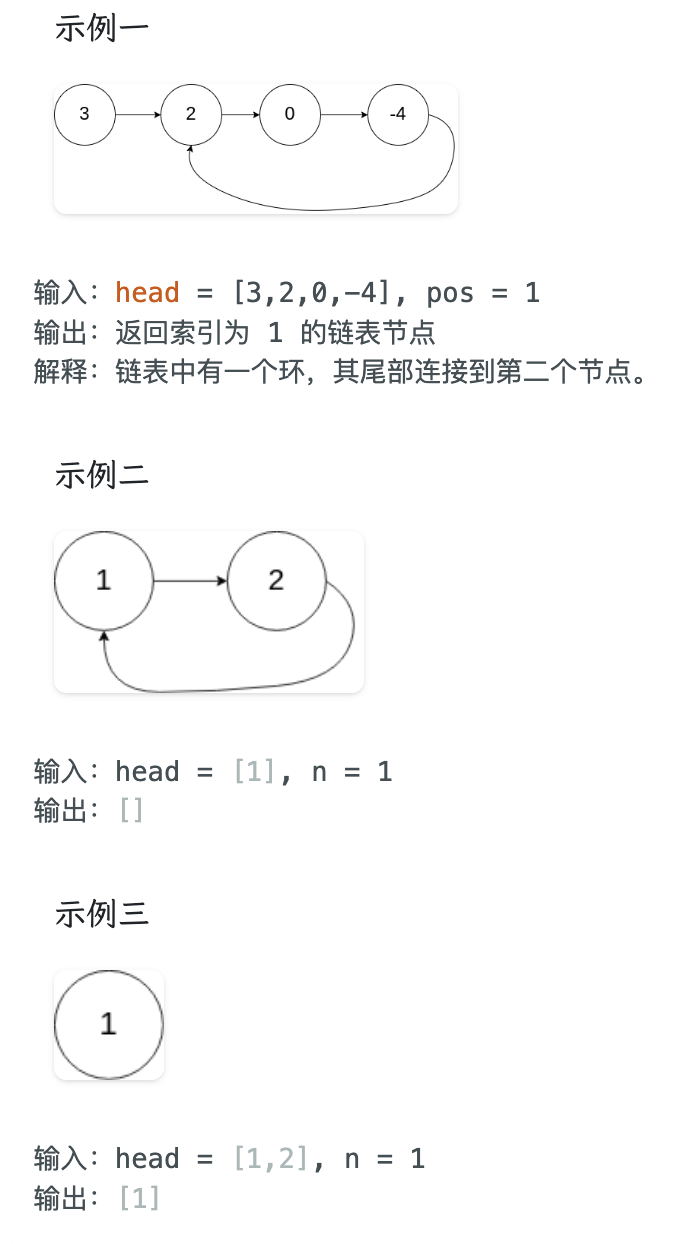 示例一
3 2 0 -4
输入：head = [3,2,0,-4], pos = 1
输出：返回索引为 1 的链表节点
解释：链表中有一个环，其尾部连接到第二个节点。
示例二
1 2
输入：head = [1], n = 1
输出：[]
示例三
1
输入：head = [1,2], n = 1
输出：[1]